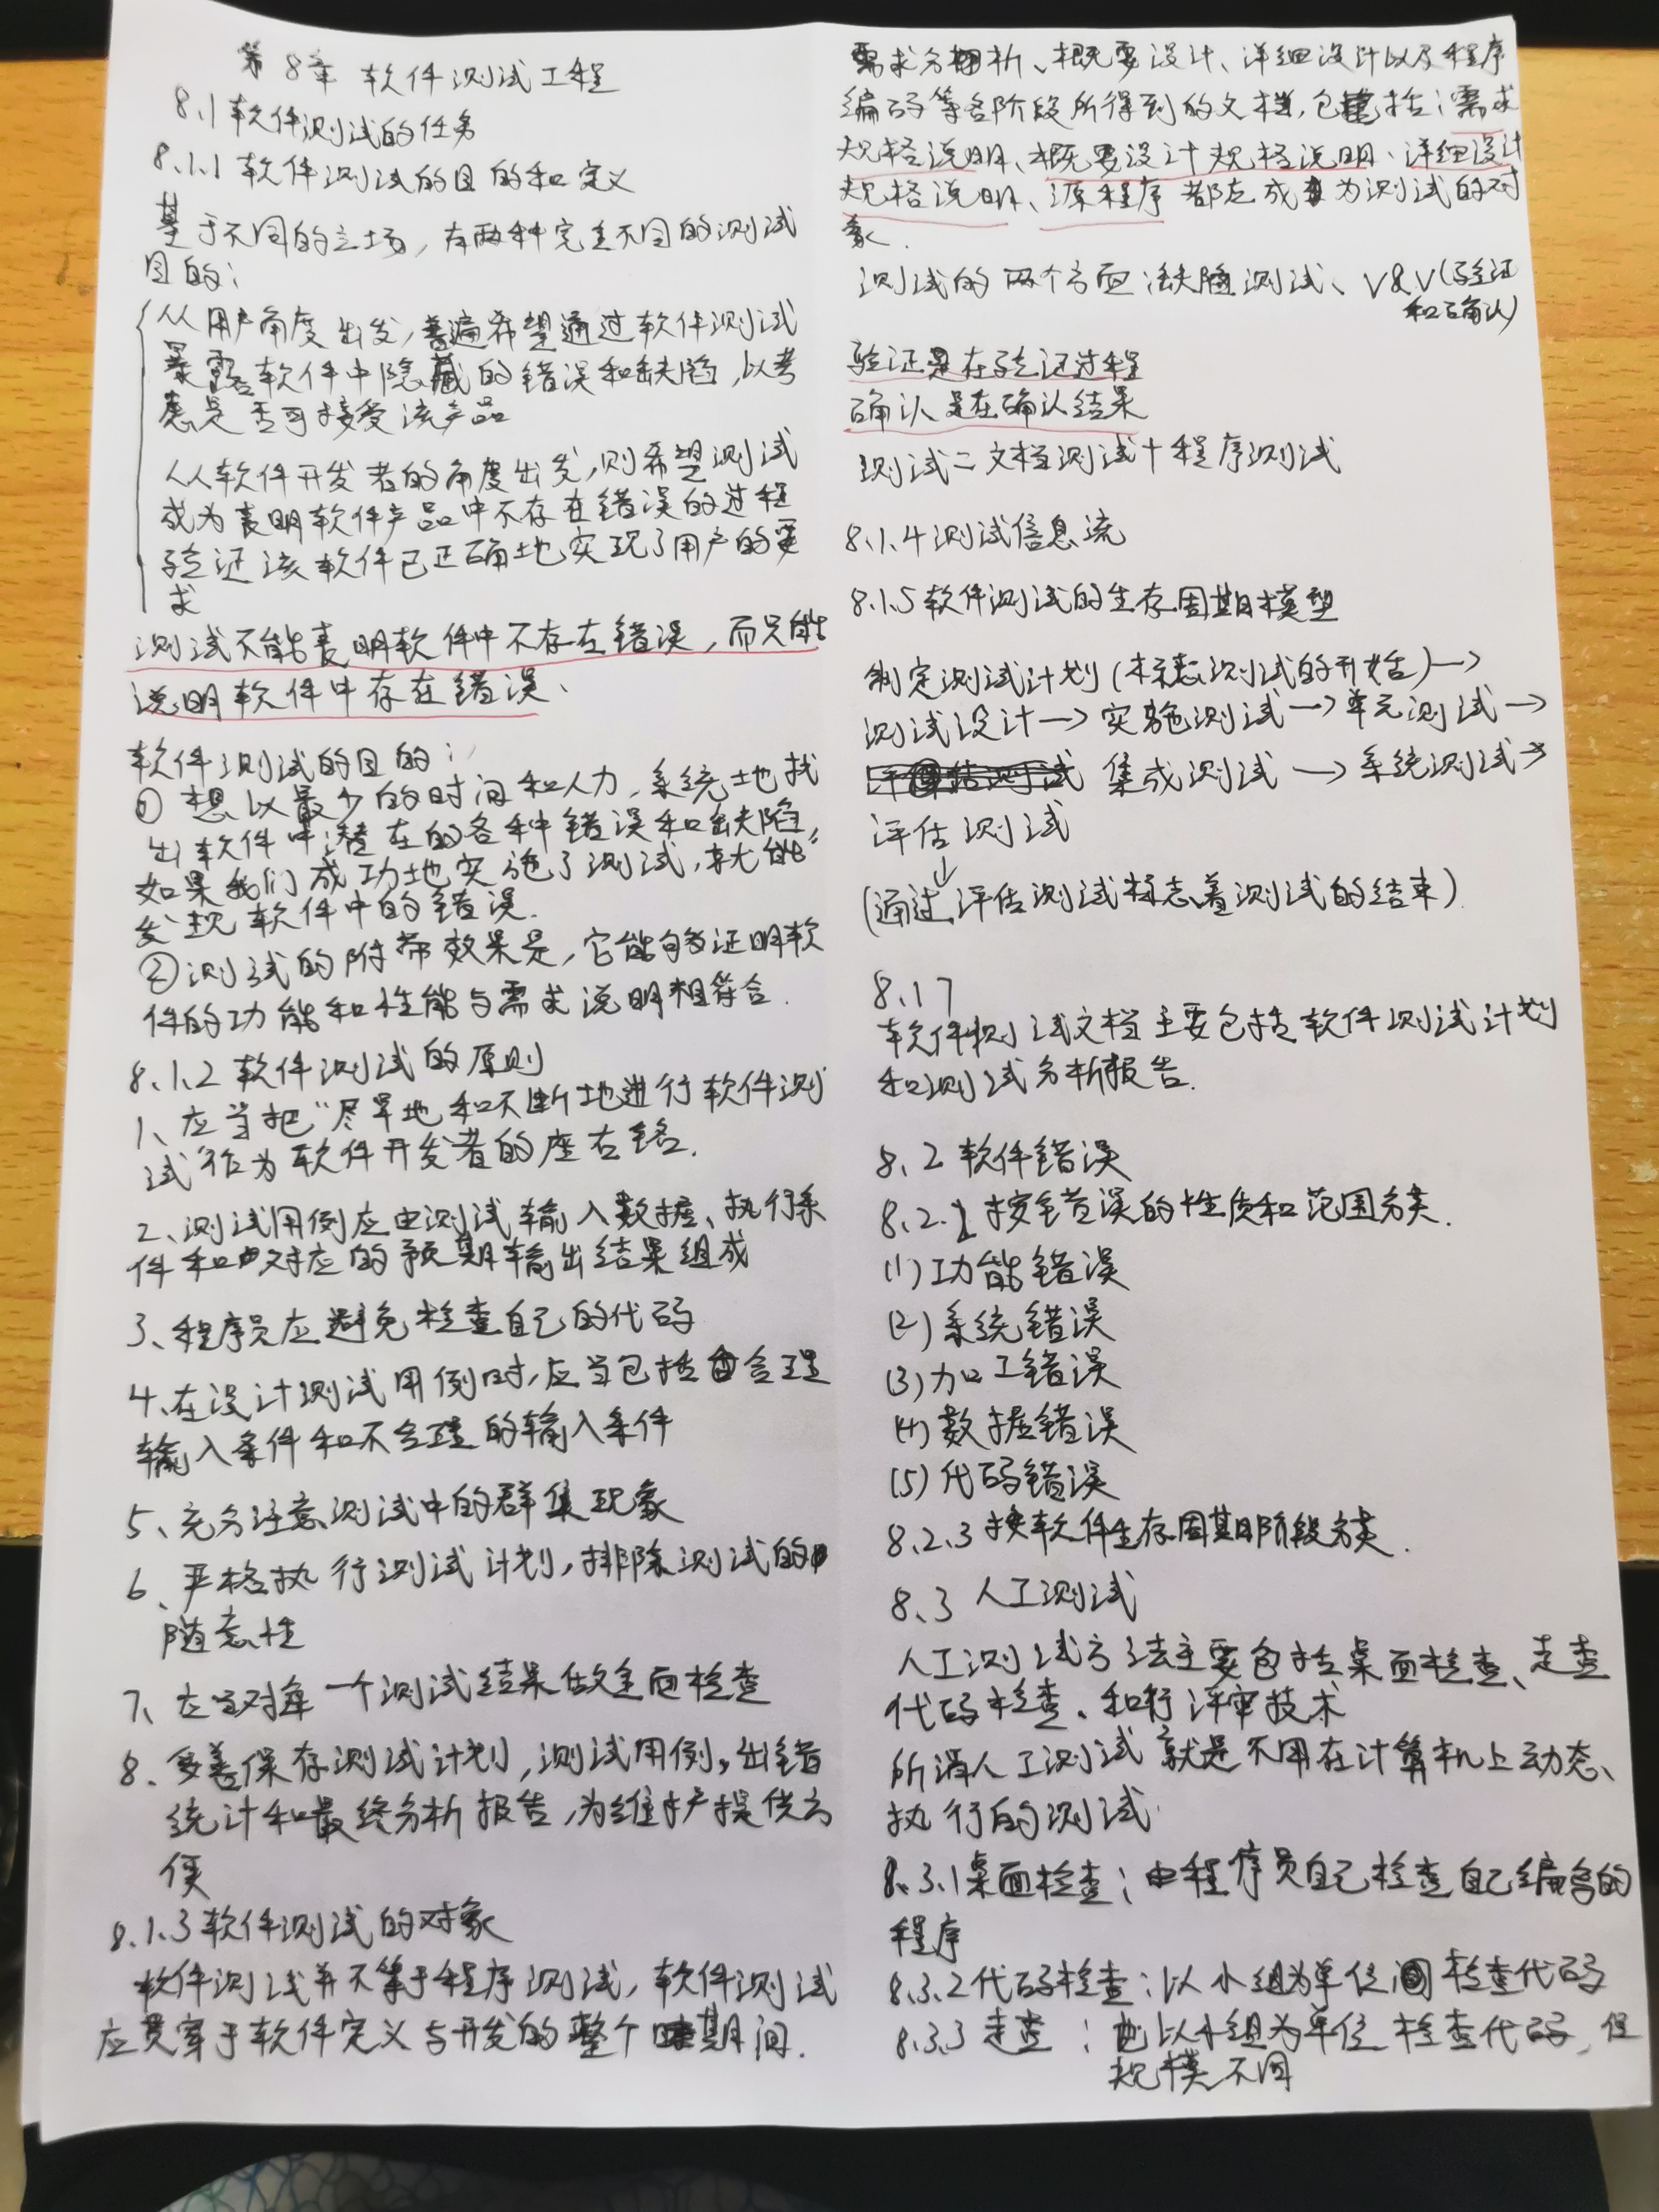 第8章 软件测试工程
8.1 软件测试的任务
8.1.1 软件测试的目的和定义
基于不同的立场，有两种完全不同的测试
目的：
从用户角度出发，普遍希望通过软件测试
暴露软件中隐藏的错误和缺陷，以考
虑是否可接受该产品
从软件开发者的角度出发，则希望测试
成为表明软件产品中不存在错误的过程
验证该软件已正确地实现了用户的要
求
测试不能表明软件中不存在错误，而只能
说明软件中存在错误、
软件测试的目的：
① 想以最少的时间和人力，系统地找
出软件中潜在的各种错误和缺陷，
如果我们成功地实施了测试，就能
发现软件中的错误.
②测试的附带效果是，它能够证明软
件的功能和性能与需求说明相符合.
8.1.2 软件测试的原则
1、应当把“尽早地和不断地进行软件测
试”作为软件开发者的座右铭.
2、测试用例应由测试输入数据、执行条
件和对应的预期输出结果组成
3、程序员应避免检查自己的代码
4、在设计测试用例时，应当包括合理
输入条件和不合理的输入条件
5、充分注意测试中的群集现象
6、严格执行测试计划，排除测试的
随意性
7、应当对每一个测试结果做全面检查
8、妥善保存测试计划，测试用例，出错
统计和最终分析报告，为维护提供方
便
8.1.3 软件测试的对象
软件测试并不等于程序测试，软件测试
应贯穿于软件定义与开发的整个期间.
需求分析、概要设计、详细设计以及程序
编码等各阶段所得到的文档，包括：需求
规格说明、概要设计规格说明、详细设计
规格说明、源程序都应成为测试的对
象.
测试的两个方面：缺陷测试、V&V(验证
和确认)
验证是在验证过程
确认是在确认结果
测试=文档测试+程序测试
8.1.4 测试信息流
8.1.5 软件测试的生存周期模型
制定测试计划(标志测试的开始)→
测试设计→实施测试→单元测试→
集成测试→系统测试→
评估测试
↓
(通过评估测试标志着测试的结束)
8.1.7
软件测试文档主要包括软件测试计划
和测试分析报告.
8.2 软件错误
8.2.1 按错误的性质和范围分类.
(1)功能错误
(2)系统错误
(3)加工错误
(4)数据错误
(5)代码错误
8.2.3 按软件生存周期阶段分类.
8.3 人工测试
人工测试方法主要包括桌面检查、走查
代码检查、和行评审技术
所谓人工测试就是不用在计算机上动态、
执行的测试
8.3.1 桌面检查：由程序员自己检查自己编写的
程序
8.3.2 代码检查：以小组为单位检查代码
8.3.3 走查：也以小组为单位检查代码，但
规模不同